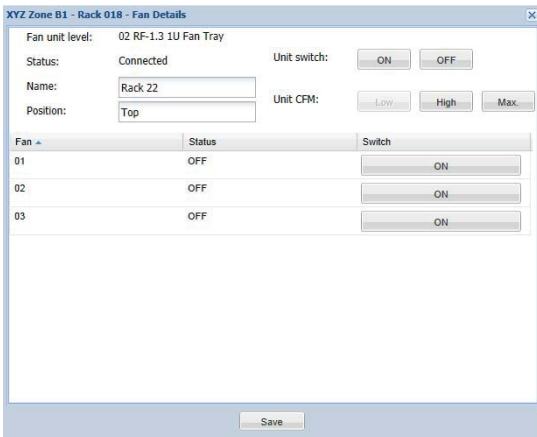 XYZ Zone B1 - Rack 018 - Fan Details
Fan unit level: 02 RF-1.3 1U Fan Tray
Status: Connected
Unit switch: ON OFF
Name: Rack 22
Unit CFM: Low High Max.
Position: Top
Fan Status Switch
01 OFF ON
02 OFF ON
03 OFF ON
Save